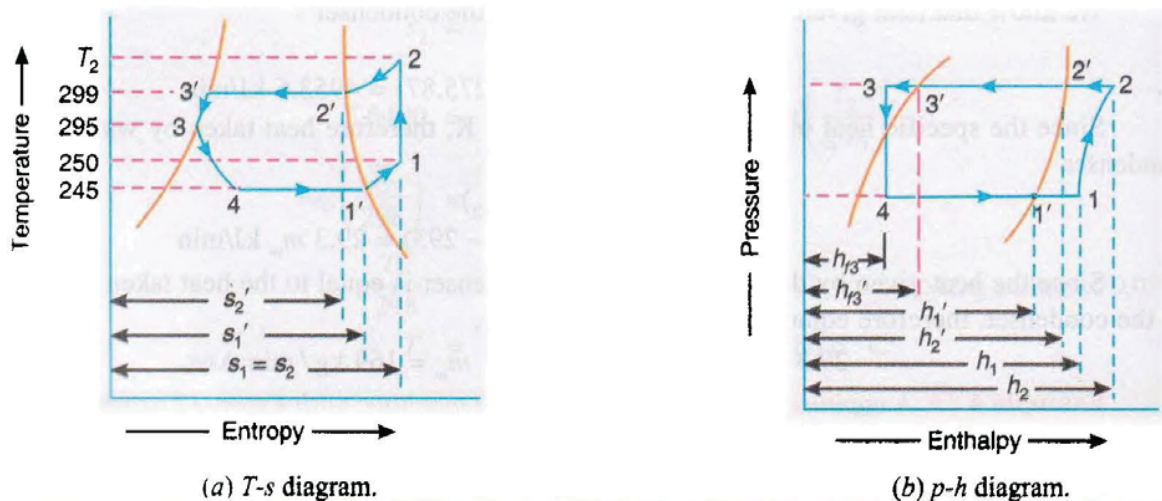 Temperature
T2
299
295
250
245
3′
3
2′
2
1
4
1′
s2′
s1′
s1 = s2
Entropy
(a) T-s diagram.
Pressure
3
3′
2′
2
4
1′
1
hf3
hf3
h1′
h2′
h1
h2
Enthalpy
(b) p-h diagram.